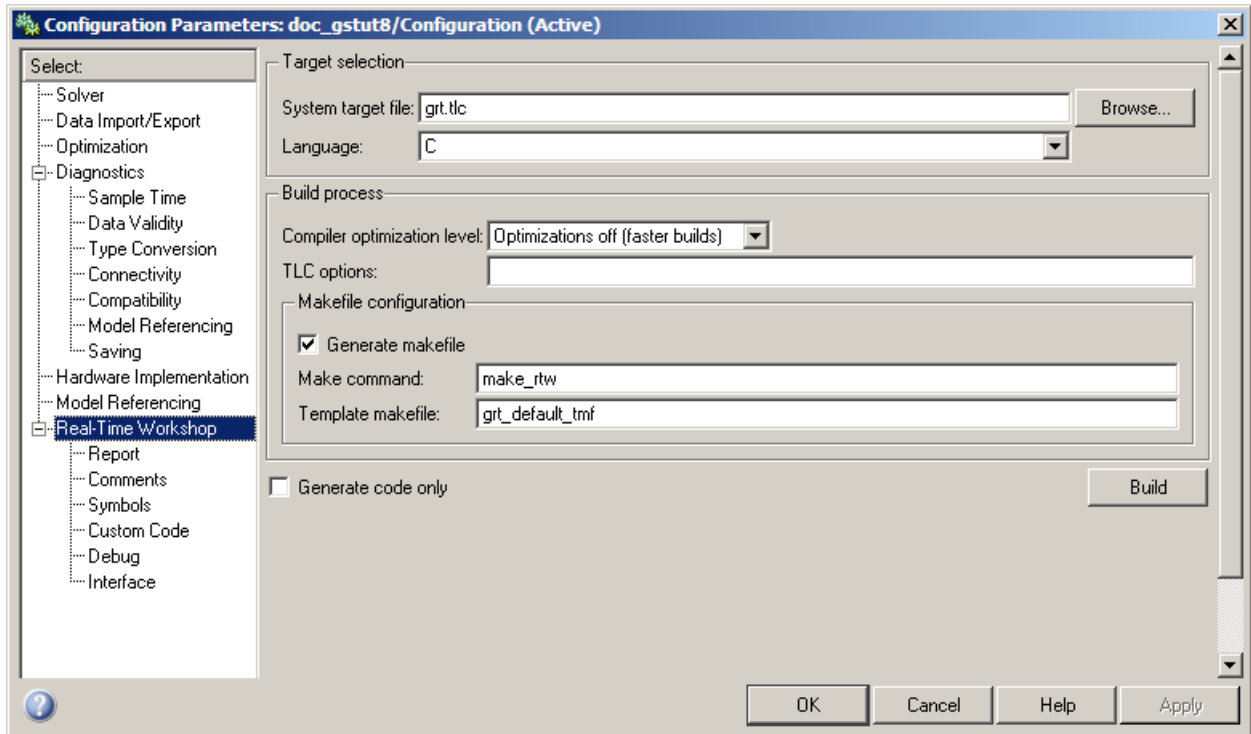 Configuration Parameters: doc_gstut8/Configuration (Active)
Select:
Solver
Data Import/Export
Optimization
Diagnostics
Sample Time
Data Validity
Type Conversion
Connectivity
Compatibility
Model Referencing
Saving
Hardware Implementation
Model Referencing
Real-Time Workshop
Report
Comments
Symbols
Custom Code
Debug
Interface
Target selection
System target file: grt.tlc Browse...
Language: C
Build process
Compiler optimization level: Optimizations off (faster builds)
TLC options:
Makefile configuration
Generate makefile
Make command: make_rtw
Template makefile: grt_default_tmf
Generate code only Build
? OK Cancel Help Apply